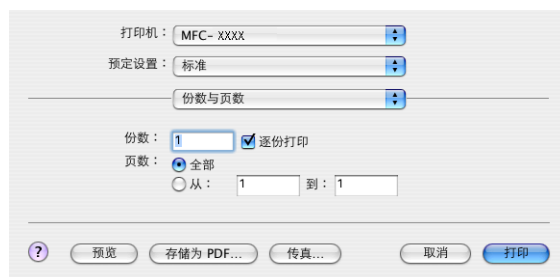 打印机： MFC- XXXX
预定设置： 标准
份数与页数
份数： 1 逐份打印
页数： 全部
从： 1 到： 1
? 预览 存储为 PDF... 传真... 取消 打印